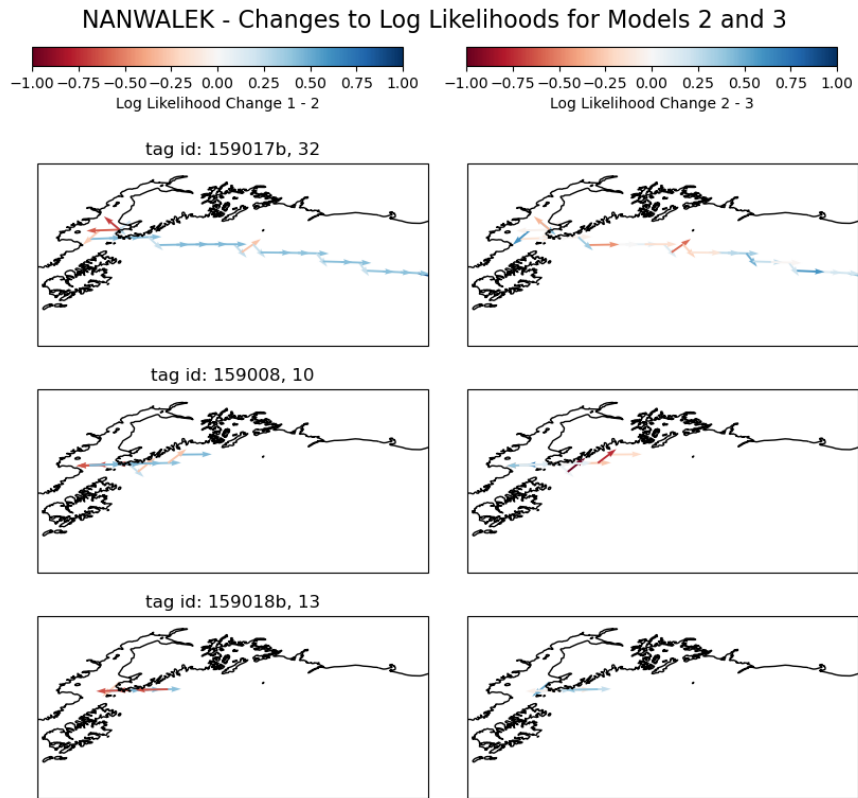 NANWALEK - Changes to Log Likelihoods for Models 2 and 3
−1.00 −0.75 −0.50 −0.25 0.00 0.25 0.50 0.75 1.00
Log Likelihood Change 1 - 2
−1.00 −0.75 −0.50 −0.25 0.00 0.25 0.50 0.75 1.00
Log Likelihood Change 2 - 3
tag id: 159017b, 32
tag id: 159008, 10
tag id: 159018b, 13